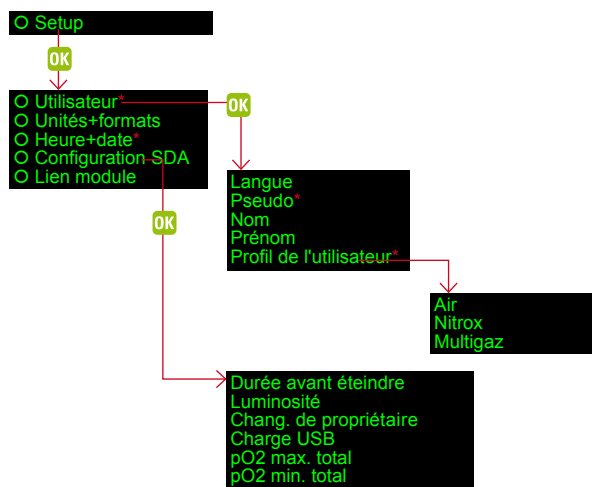 O Setup
OK
O Utilisateur*
O Unités+formats
O Heure+date*
O Configuration SDA
O Lien module
OK
Langue
Pseudo*
Nom
Prénom
Profil de l'utilisateur*
OK
Air
Nitrox
Multigaz
Durée avant éteindre
Luminosité
Chang. de propriétaire
Charge USB
pO2 max. total
pO2 min. total